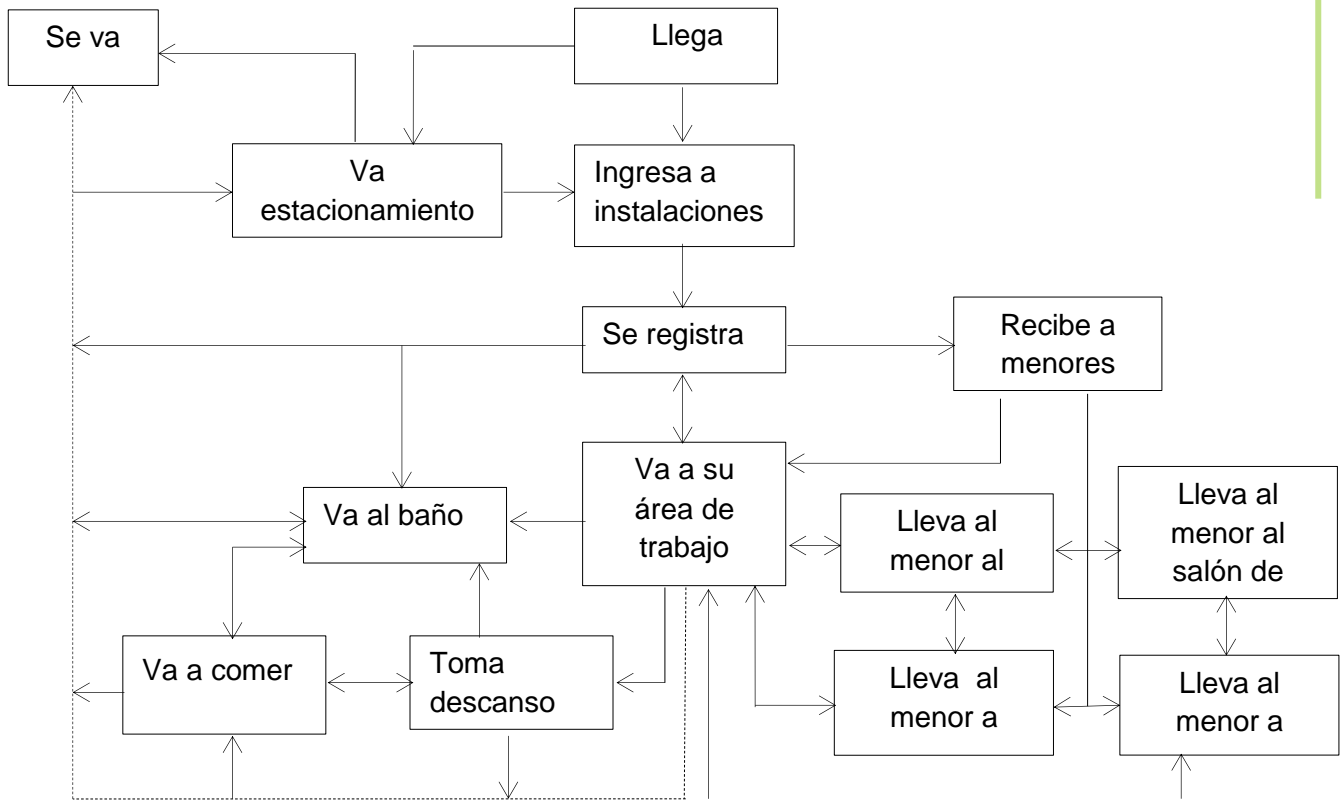 Se va
Llega
Va
estacionamiento
Ingresa a
instalaciones
Se registra
Recibe a
menores
Va a su
área de
trabajo
Va al baño
Lleva al
menor al
Lleva al
menor al
salón de
Va a comer
Toma
descanso
Lleva al
menor a
Lleva al
menor a